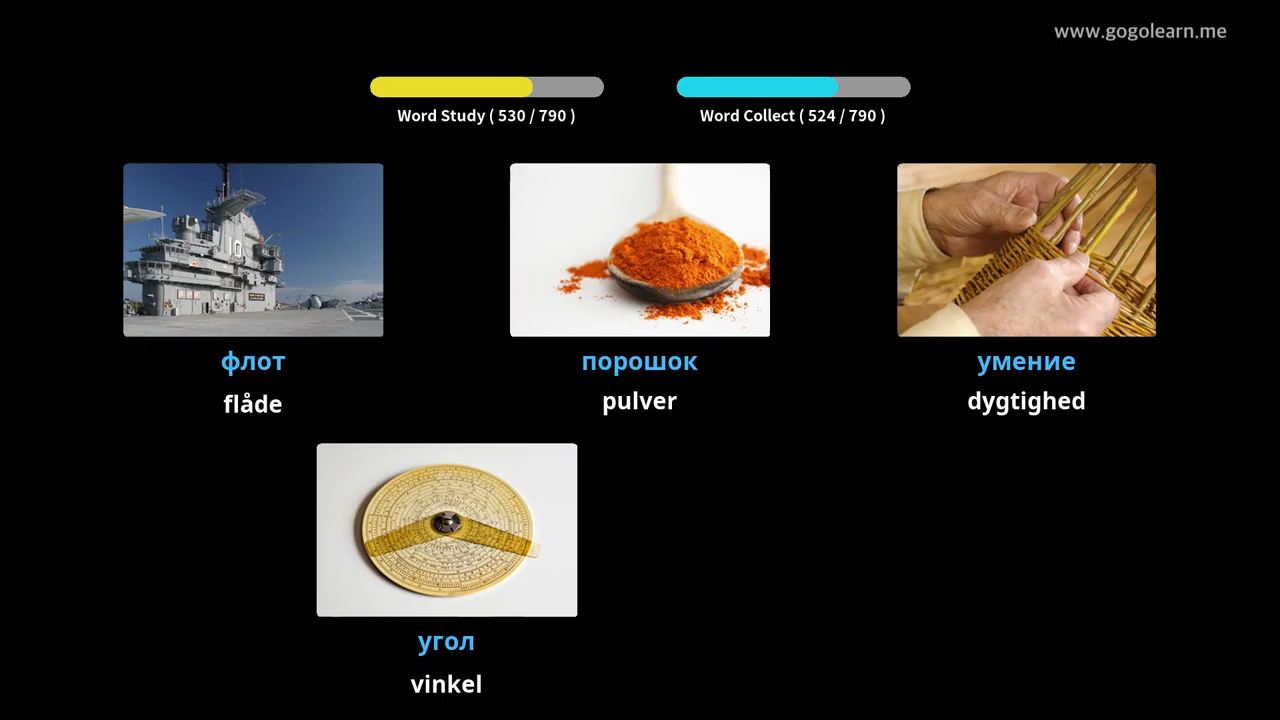 www.gogolearn.me
Word Study ( 530 / 790 )
Word Collect ( 524 / 790 )
флот
порошок
умение
flåde
pulver
dygtighed
угол
vinkel